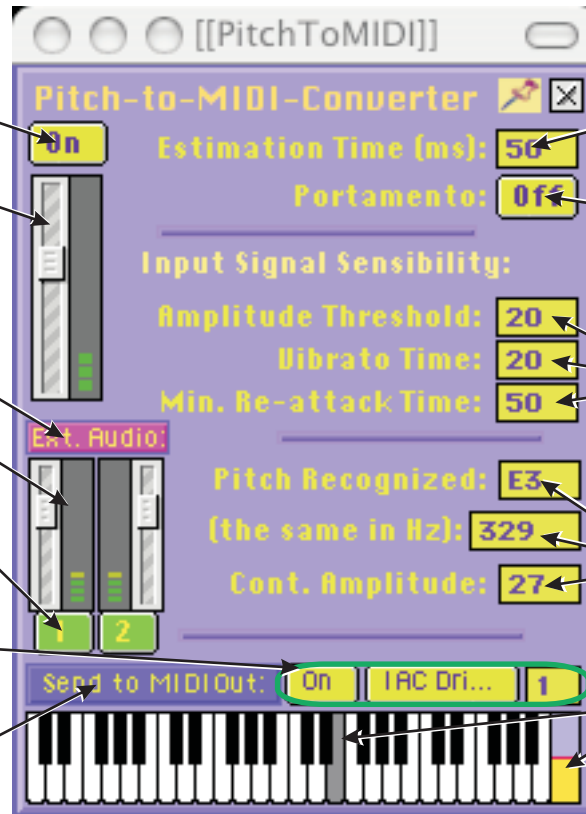 [[PitchToMIDI]]
Pitch-to-MIDI-Converter
On
Estimation Time (ms): 50
Portamento: Off
Input Signal Sensibility:
Amplitude Threshold: 20
Vibrato Time: 20
Min. Re-attack Time: 50
Ext. Audio:
Pitch Recognized: E3
(the same in Hz): 329
Cont. Amplitude: 27
1 2
Send to MIDIOut: On IAC Dri... 1